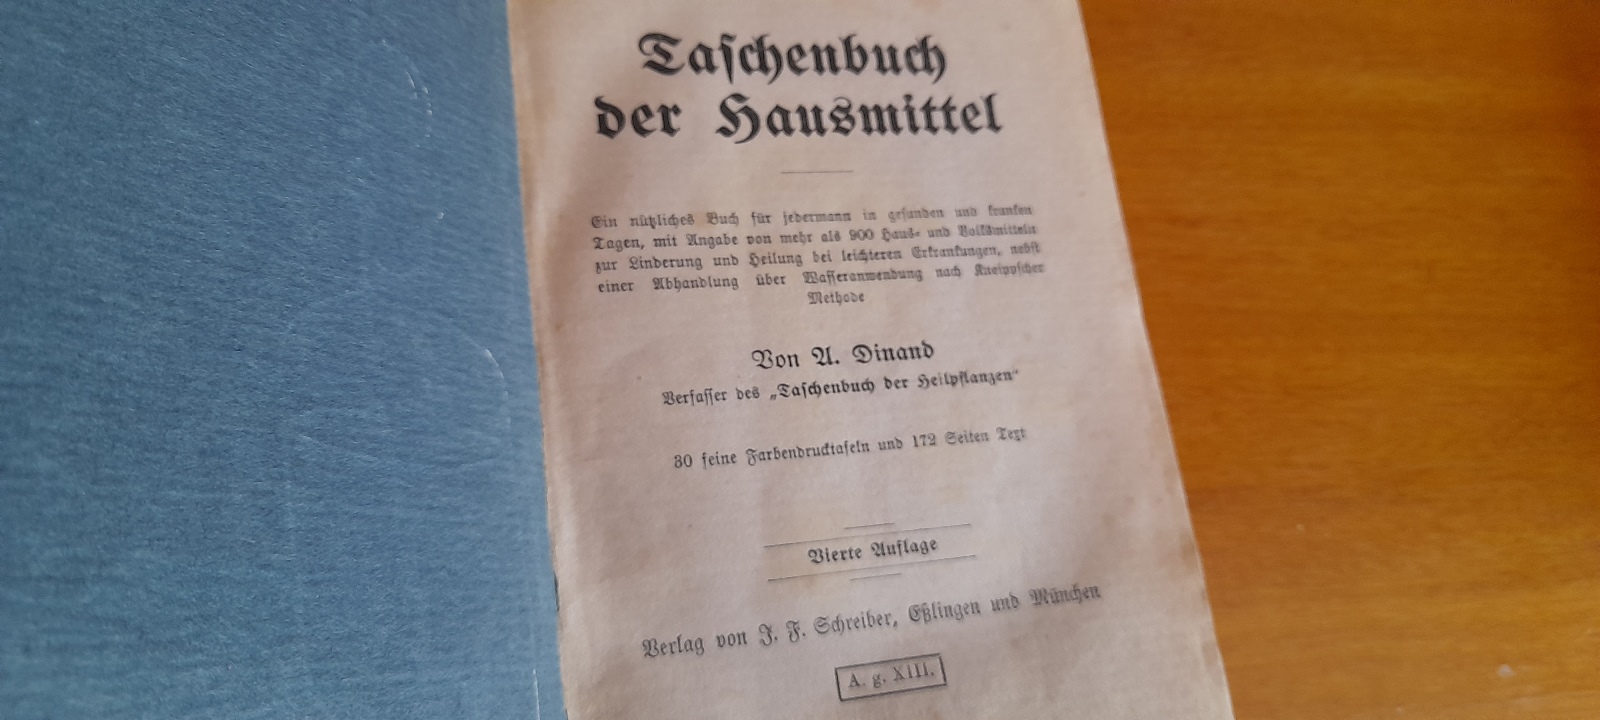 Taschenbuch
der Hausmittel
Ein nützliches Buch für jedermann in gesunden und kranken
Tagen, mit Angabe von mehr als 900 Haus- und Volksmitteln
zur Linderung und Heilung bei leichteren Erkrankungen, nebst
einer Abhandlung über Wasseranwendung nach Kneippscher
Methode
Von A. Dinand
Verfasser des „Taschenbuch der Heilpflanzen“
30 feine Farbendrucktafeln und 172 Seiten Text
Vierte Auflage
Verlag von J. F. Schreiber, Eßlingen und München
A. g. XIII.